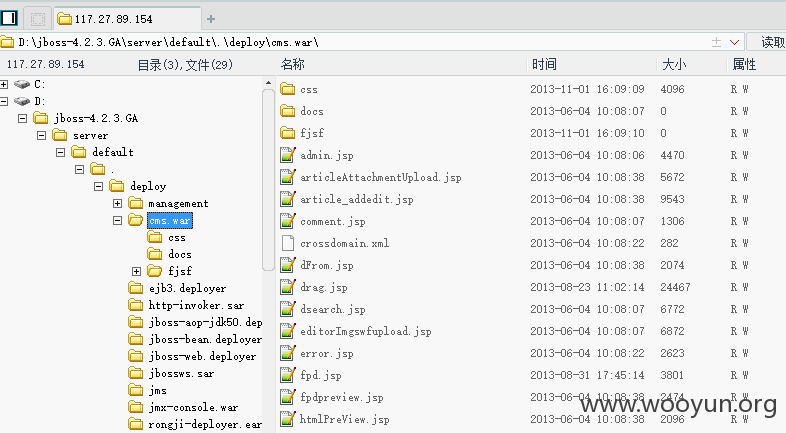 117.27.89.154
D:\jboss-4.2.3.GA\server\default\.\deploy\cms.war\ 读取
117.27.89.154 目录(3),文件(29) 名称 时间 大小 属性
C:
D:
jboss-4.2.3.GA
server
default
.
deploy
management
cms.war
css
docs
fjsf
ejb3.deployer
http-invoker.sar
jboss-aop-jdk50.dep
jboss-bean.deployer
jboss-web.deployer
jbossws.sar
jms
jmx-console.war
rongji-deployer.ear
css 2013-11-01 16:09:09 4096 R W
docs 2013-06-04 10:08:07 0 R W
fjsf 2013-11-01 16:09:10 0 R W
admin.jsp 2013-06-04 10:08:06 4470 R W
articleAttachmentUpload.jsp 2013-06-04 10:08:38 5672 R W
article_addedit.jsp 2013-06-04 10:08:38 9543 R W
comment.jsp 2013-06-04 10:08:07 1306 R W
crossdomain.xml 2013-06-04 10:08:22 282 R W
dFrom.jsp 2013-06-04 10:08:38 2074 R W
drag.jsp 2013-08-23 11:02:14 24467 R W
dsearch.jsp 2013-06-04 10:08:07 6772 R W
editorImgswfupload.jsp 2013-06-04 10:08:07 6872 R W
error.jsp 2013-06-04 10:08:22 2623 R W
fpd.jsp 2013-08-31 17:45:14 3801 R W
fpdpreview.jsp 2013-06-04 10:08:38 2474 R W
htmlPreView.jsp 2013-06-04 10:08:38 2096 R W
www.wooyun.org